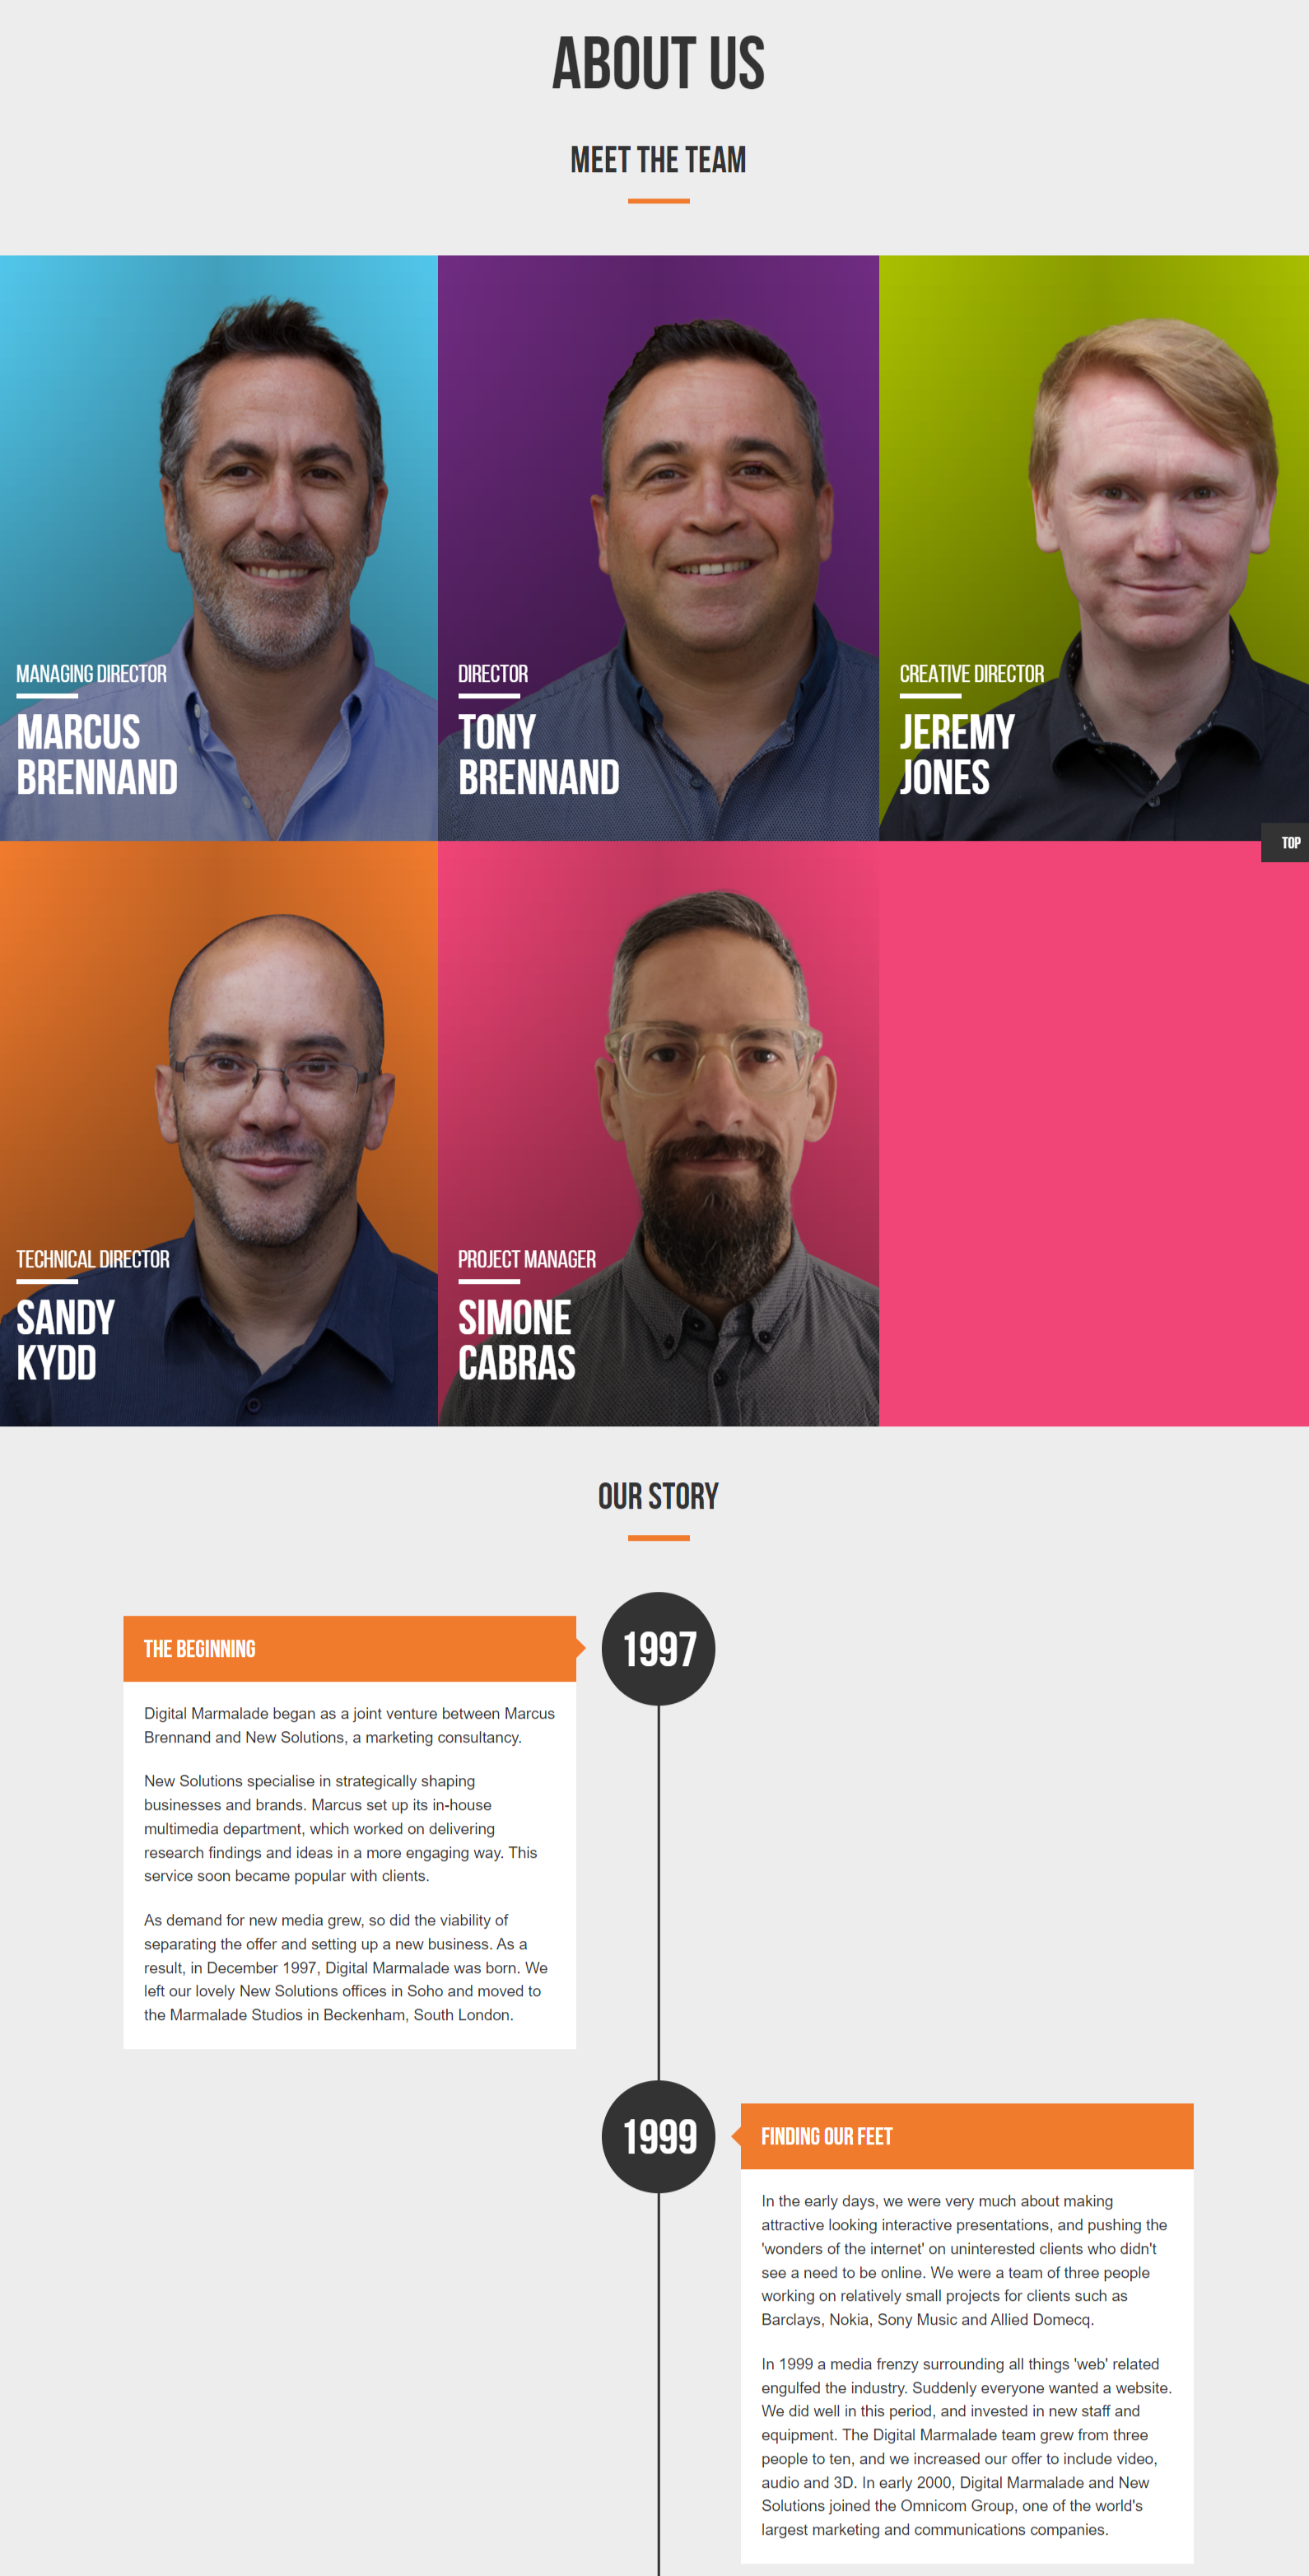 ABOUT US
MEET THE TEAM
MANAGING DIRECTOR
MARCUS
BRENNAND
DIRECTOR
TONY
BRENNAND
CREATIVE DIRECTOR
JEREMY
JONES
TOP
TECHNICAL DIRECTOR
SANDY
KYDD
PROJECT MANAGER
SIMONE
CABRAS
OUR STORY
1997
THE BEGINNING
Digital Marmalade began as a joint venture between Marcus
Brennand and New Solutions, a marketing consultancy.
New Solutions specialise in strategically shaping
businesses and brands. Marcus set up its in-house
multimedia department, which worked on delivering
research findings and ideas in a more engaging way. This
service soon became popular with clients.
As demand for new media grew, so did the viability of
separating the offer and setting up a new business. As a
result, in December 1997, Digital Marmalade was born. We
left our lovely New Solutions offices in Soho and moved to
the Marmalade Studios in Beckenham, South London.
1999
FINDING OUR FEET
In the early days, we were very much about making
attractive looking interactive presentations, and pushing the
'wonders of the internet' on uninterested clients who didn't
see a need to be online. We were a team of three people
working on relatively small projects for clients such as
Barclays, Nokia, Sony Music and Allied Domecq.
In 1999 a media frenzy surrounding all things 'web' related
engulfed the industry. Suddenly everyone wanted a website.
We did well in this period, and invested in new staff and
equipment. The Digital Marmalade team grew from three
people to ten, and we increased our offer to include video,
audio and 3D. In early 2000, Digital Marmalade and New
Solutions joined the Omnicom Group, one of the world's
largest marketing and communications companies.